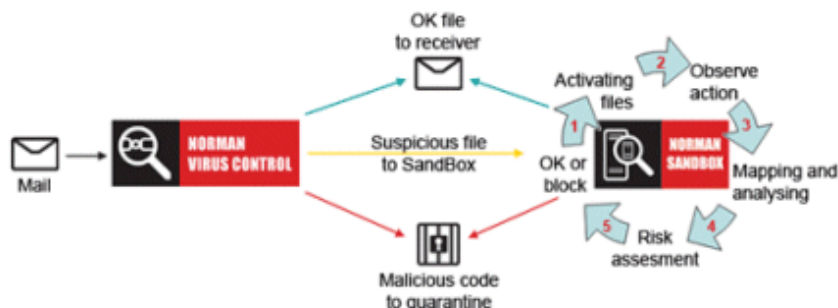 OK file
to receiver
Mail
NORMAN
VIRUS CONTROL
Suspicious file
to SandBox
Malicious code
to quarantine
1
Activating
files
2
Observe
action
3
NORMAN
SANDBOX
Mapping and
analysing
4
Risk
assesment
5
OK or
block